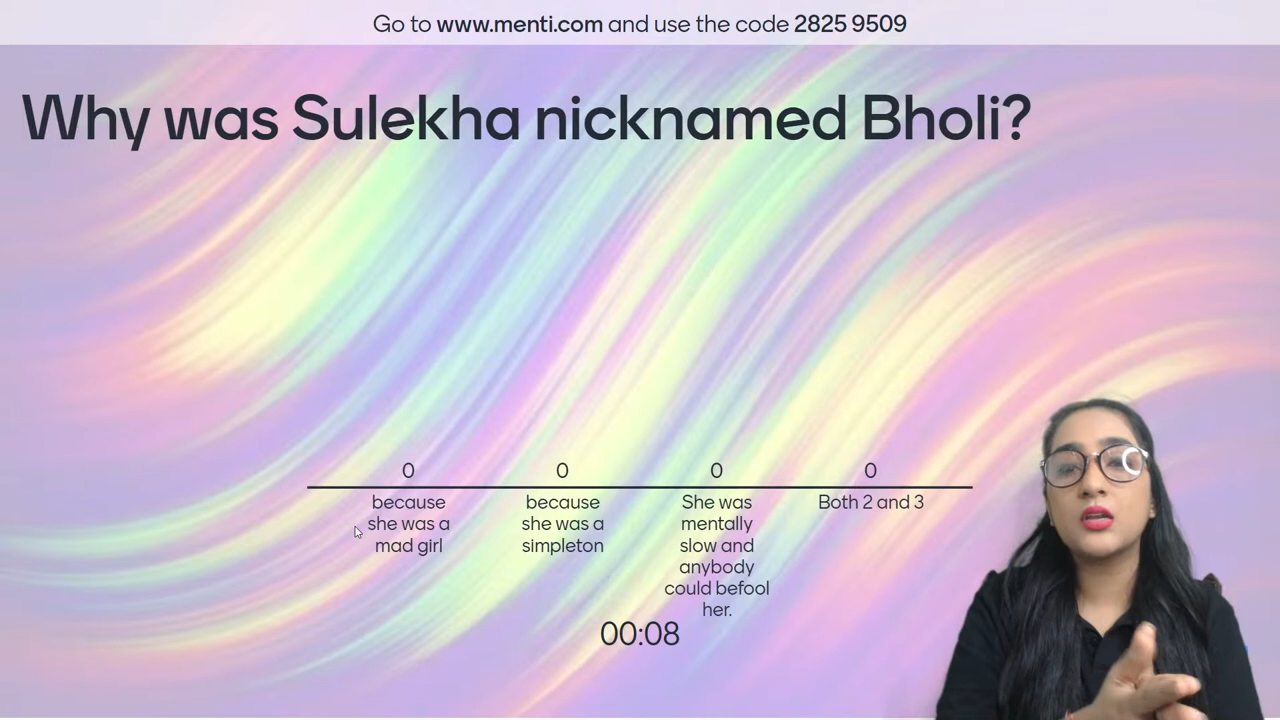 Go to www.menti.com and use the code 2825 9509
Why was Sulekha nicknamed Bholi?
0
0
0
0
because
she was a
mad girl
because
she was a
simpleton
She was
mentally
slow and
anybody
could befool
her.
Both 2 and 3
00:08